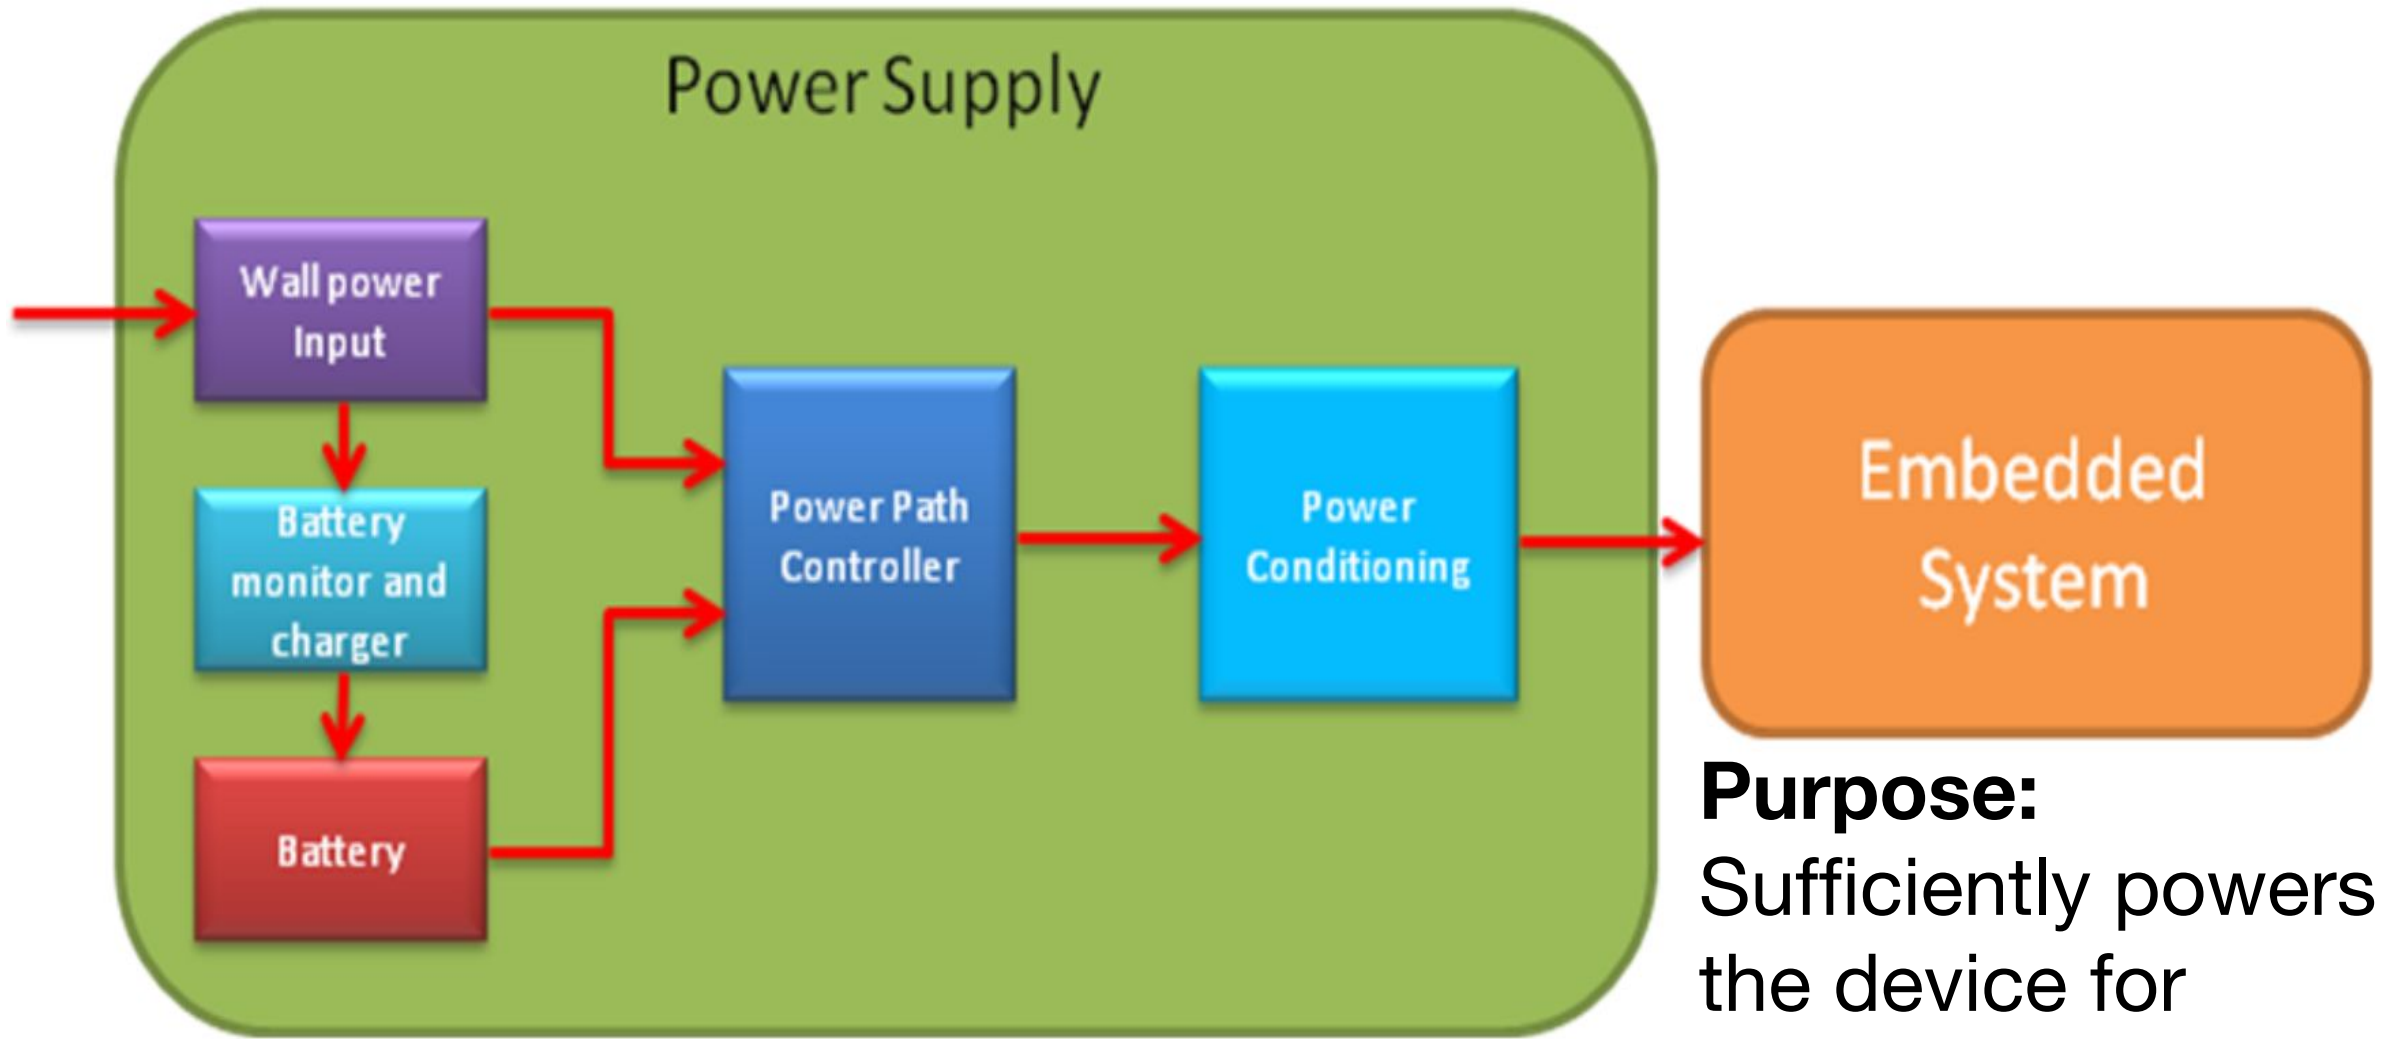 Power Supply
Wall power
Input
Battery
monitor and
charger
Battery
Power Path
Controller
Power
Conditioning
Embedded
System
Purpose:
Sufficiently powers
the device for